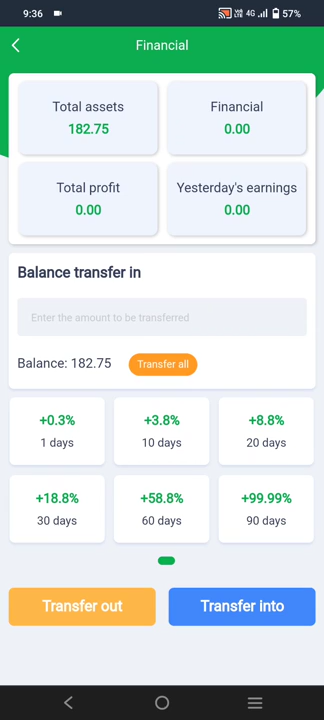 9:36 Vo) LTE 4G 57%
Financial
Total assets
182.75
Financial
0.00
Total profit
0.00
Yesterday's earnings
0.00
Balance transfer in
Enter the amount to be transferred
Balance: 182.75 Transfer all
+0.3%
1 days
+3.8%
10 days
+8.8%
20 days
+18.8%
30 days
+58.8%
60 days
+99.99%
90 days
Transfer out
Transfer into